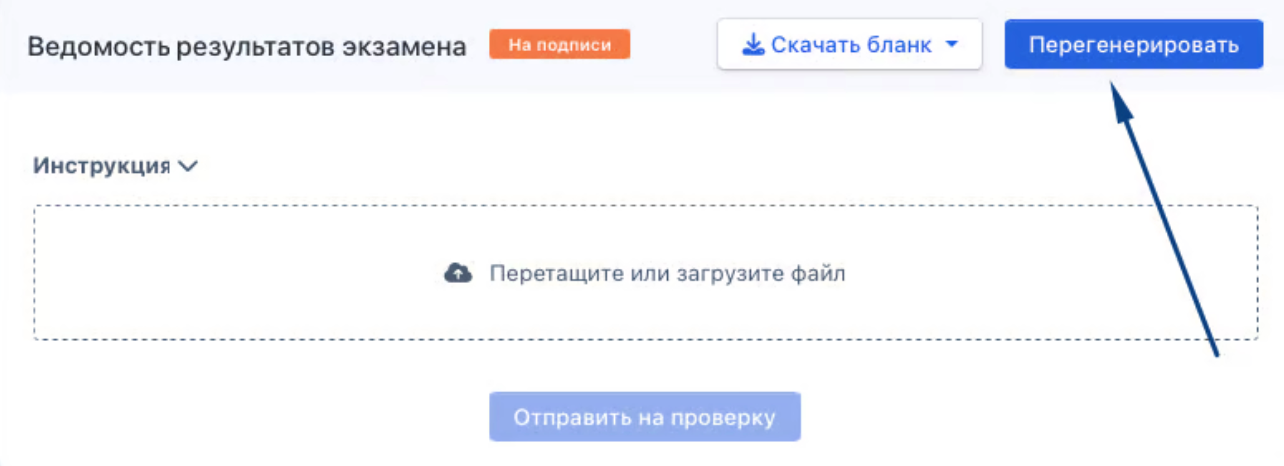 Ведомость результатов экзамена На подписи Скачать бланк Перегенерировать
Инструкция
Перетащите или загрузите файл
Отправить на проверку